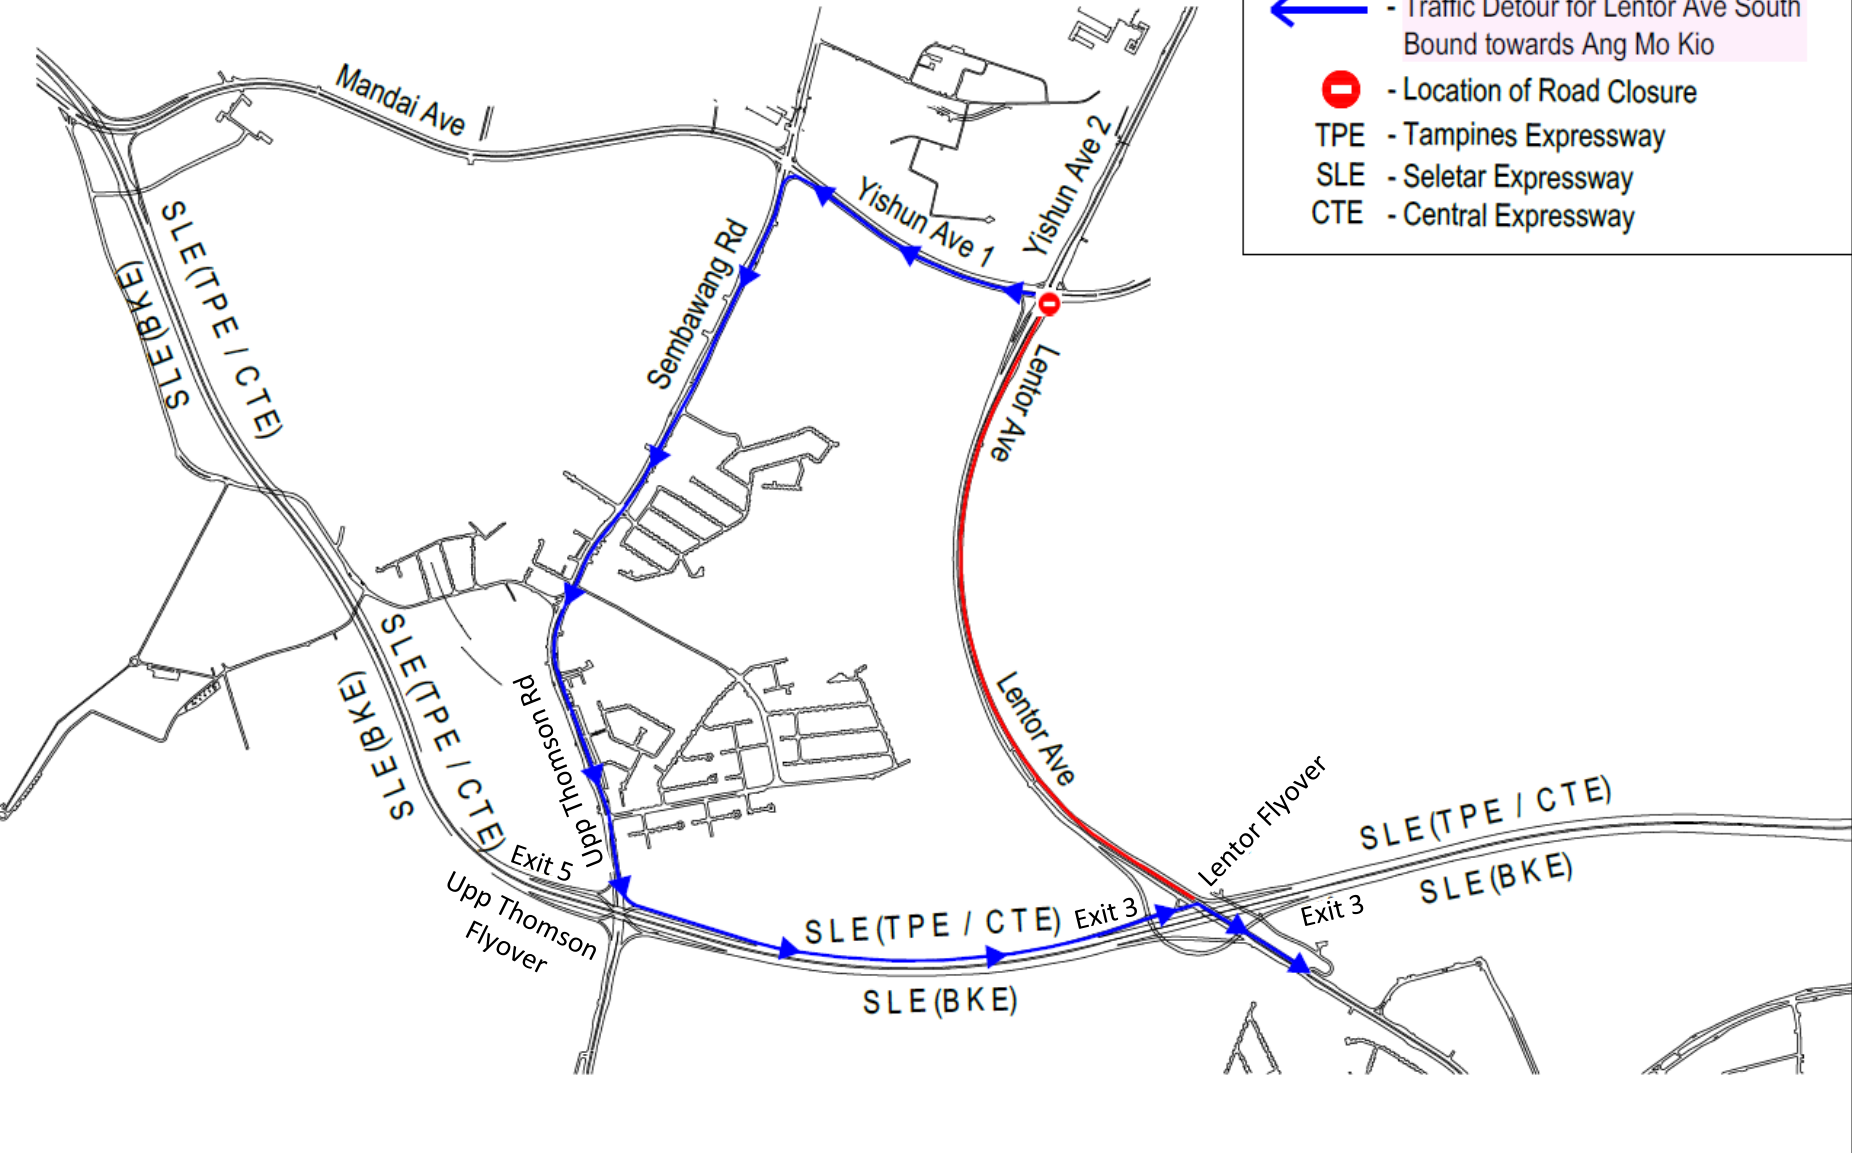 Traffic Detour for Lentor Ave South
Bound towards Ang Mo Kio
- Location of Road Closure
TPE - Tampines Expressway
SLE - Seletar Expressway
CTE - Central Expressway
Mandai Ave
Yishun Ave 2
Yishun Ave 1
Sembawang Rd
SLE(TPE / CTE)
SLE(BKE)
Lentor Ave
SLE(TPE / CTE)
SLE(BKE)
Upp Thomson Rd
Lentor Ave
Lentor Flyover
SLE(TPE / CTE)
SLE(BKE)
Exit 5
Upp Thomson
Flyover
SLE(TPE / CTE)
Exit 3
Exit 3
SLE(BKE)